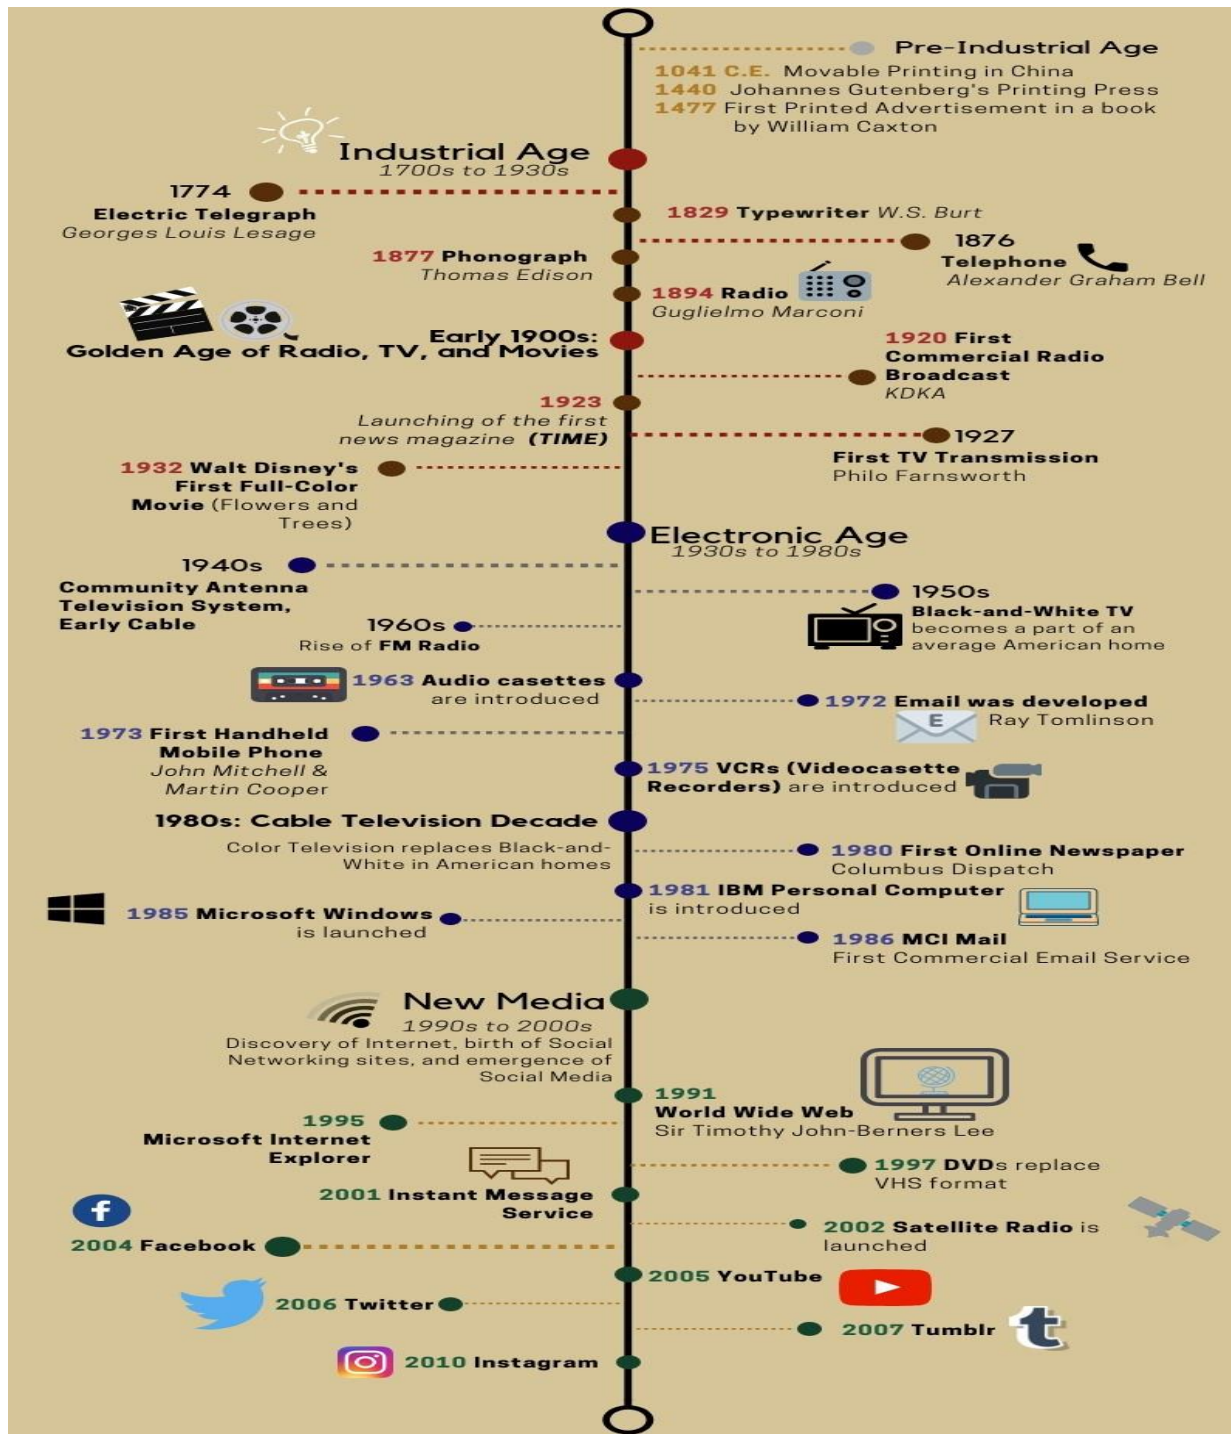 Pre-Industrial Age
1041 C.E. Movable Printing in China
1440 Johannes Gutenberg's Printing Press
1477 First Printed Advertisement in a book
by William Caxton
Industrial Age
1700s to 1930s
1774
Electric Telegraph
Georges Louis Lesage
1829 Typewriter W.S. Burt
1876
Telephone
Alexander Graham Bell
1877 Phonograph
Thomas Edison
1894 Radio
Guglielmo Marconi
Early 1900s:
Golden Age of Radio, TV, and Movies
1920 First
Commercial Radio
Broadcast
KDKA
1923
Launching of the first
news magazine (TIME)
1927
First TV Transmission
Philo Farnsworth
1932 Walt Disney's
First Full-Color
Movie (Flowers and
Trees)
Electronic Age
1930s to 1980s
1940s
Community Antenna
Television System,
Early Cable
1950s
Black-and-White TV
becomes a part of an
average American home
1960s
Rise of FM Radio
1963 Audio casettes
are introduced
1972 Email was developed
E
Ray Tomlinson
1973 First Handheld
Mobile Phone
John Mitchell &
Martin Cooper
1975 VCRs (Videocasette
Recorders) are introduced
1980s: Cable Television Decade
Color Television replaces Black-and-
White in American homes
1980 First Online Newspaper
Columbus Dispatch
1981 IBM Personal Computer
is introduced
1985 Microsoft Windows
is launched
1986 MCI Mail
First Commercial Email Service
New Media
1990s to 2000s
Discovery of Internet, birth of Social
Networking sites, and emergence of
Social Media
1991
World Wide Web
Sir Timothy John-Berners Lee
1995
Microsoft Internet
Explorer
1997 DVDs replace
VHS format
2001 Instant Message
Service
2002 Satellite Radio is
launched
f
2004 Facebook
2005 YouTube
2006 Twitter
2007 Tumblr
t
2010 Instagram